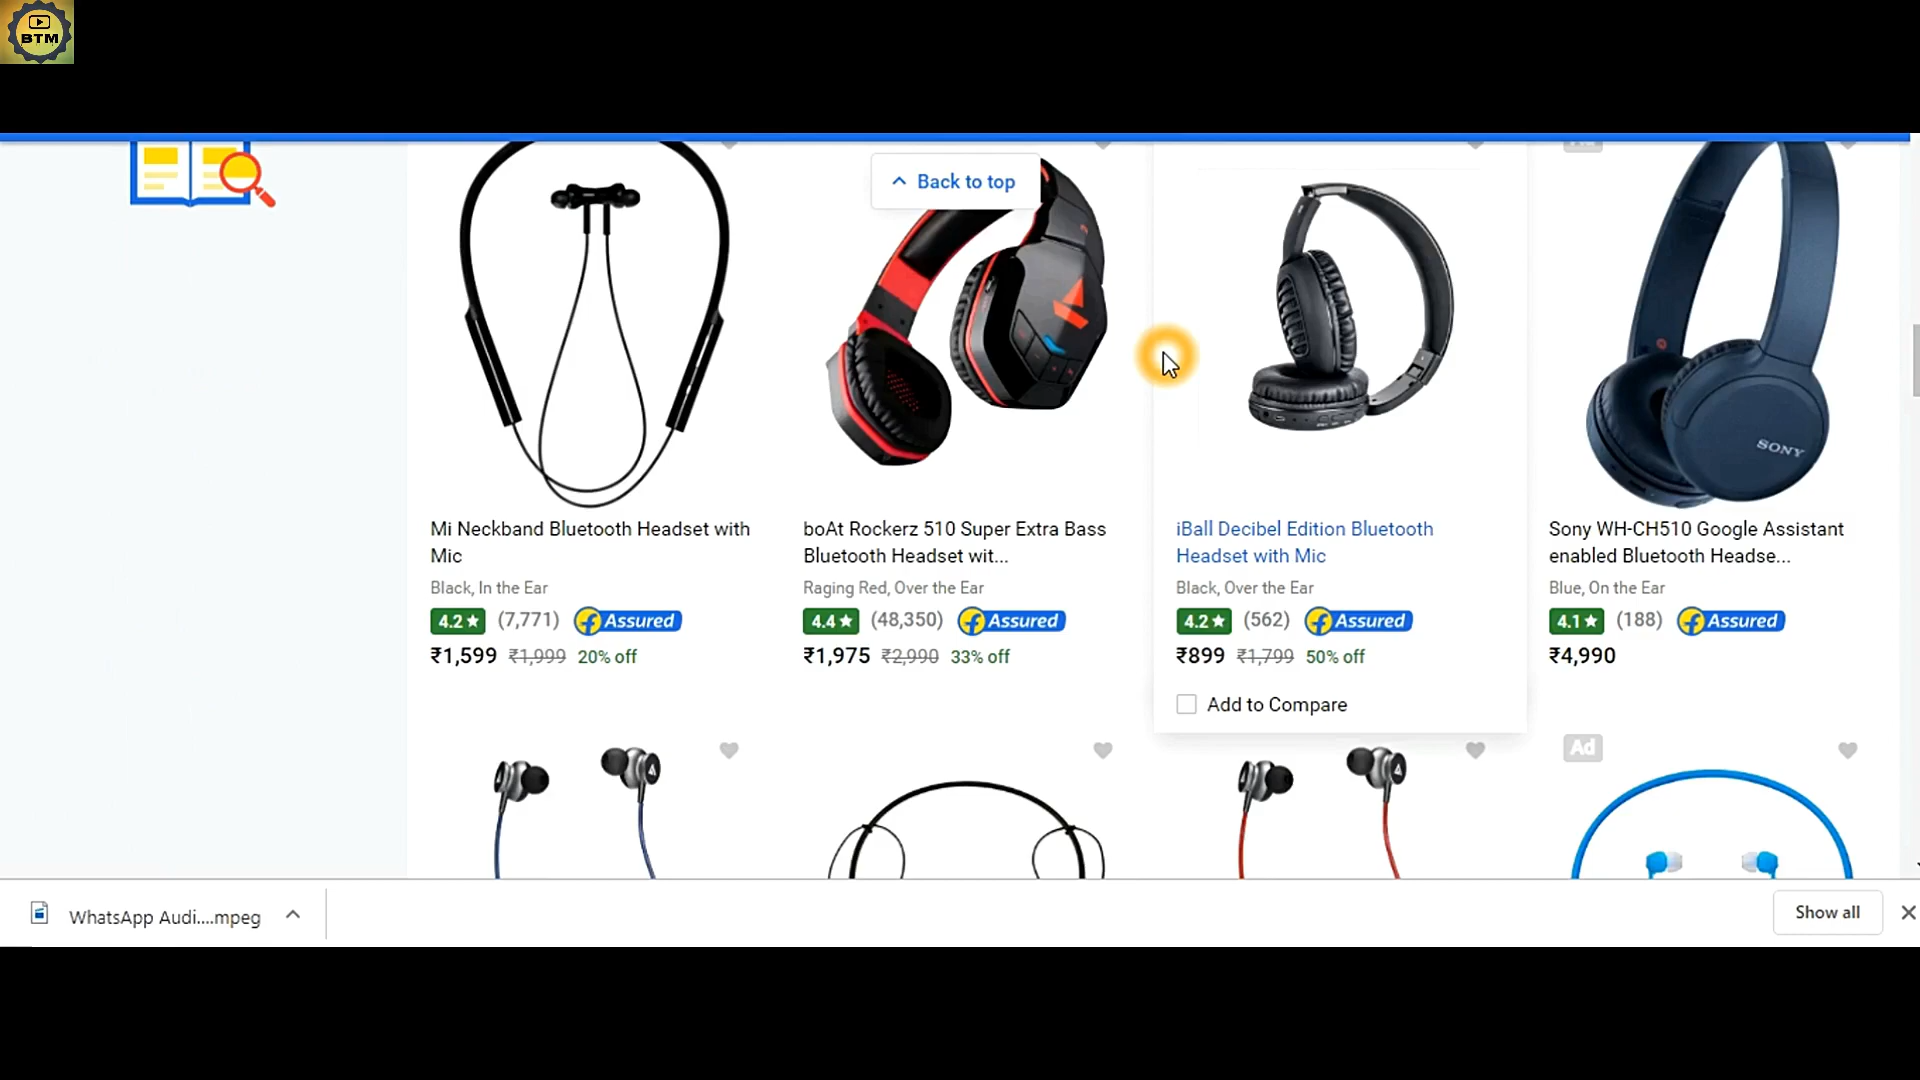 BTM
Back to top
SONY
Mi Neckband Bluetooth Headset with
Mic
Black, In the Ear
4.2★ (7,771) Assured
₹1,599 ₹1,999 20% off
boAt Rockerz 510 Super Extra Bass
Bluetooth Headset wit...
Raging Red, Over the Ear
4.4★ (48,350) Assured
₹1,975 ₹2,990 33% off
iBall Decibel Edition Bluetooth
Headset with Mic
Black, Over the Ear
4.2★ (562) Assured
₹899 ₹1,799 50% off
Add to Compare
Sony WH-CH510 Google Assistant
enabled Bluetooth Headse...
Blue, On the Ear
4.1★ (188) Assured
₹4,990
Ad
WhatsApp Audi....mpeg
Show all